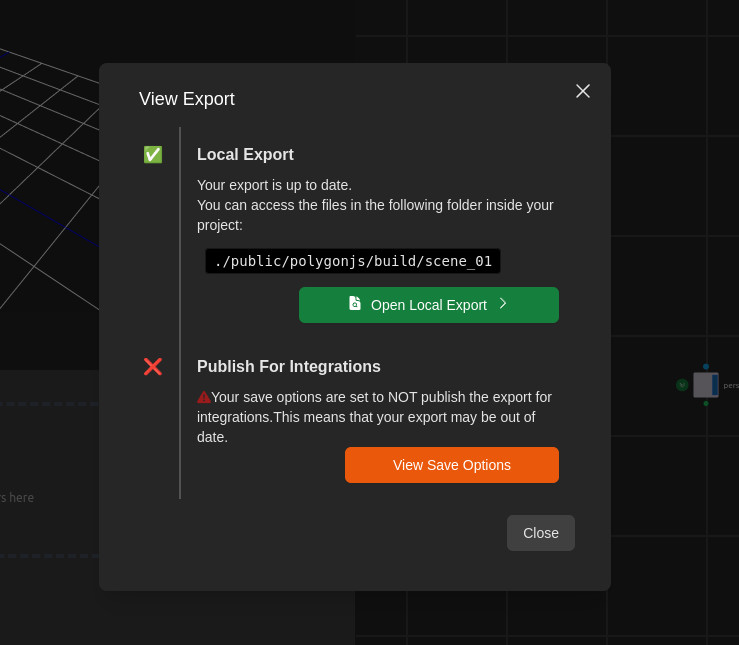 View Export
Local Export
Your export is up to date.
You can access the files in the following folder inside your
project:
./public/polygonjs/build/scene_01
Open Local Export
Publish For Integrations
Your save options are set to NOT publish the export for
integrations.This means that your export may be out of
date.
View Save Options
Close
s here
pers